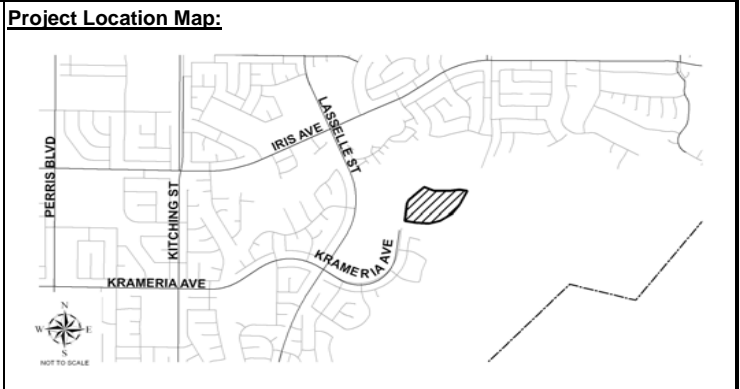 Project Location Map:
LASSELLE ST
IRIS AVE
PERRIS BLVD
KITCHING ST
KRAMERIA AVE
KRAMERIA AVE
N
W E
S
NOT TO SCALE